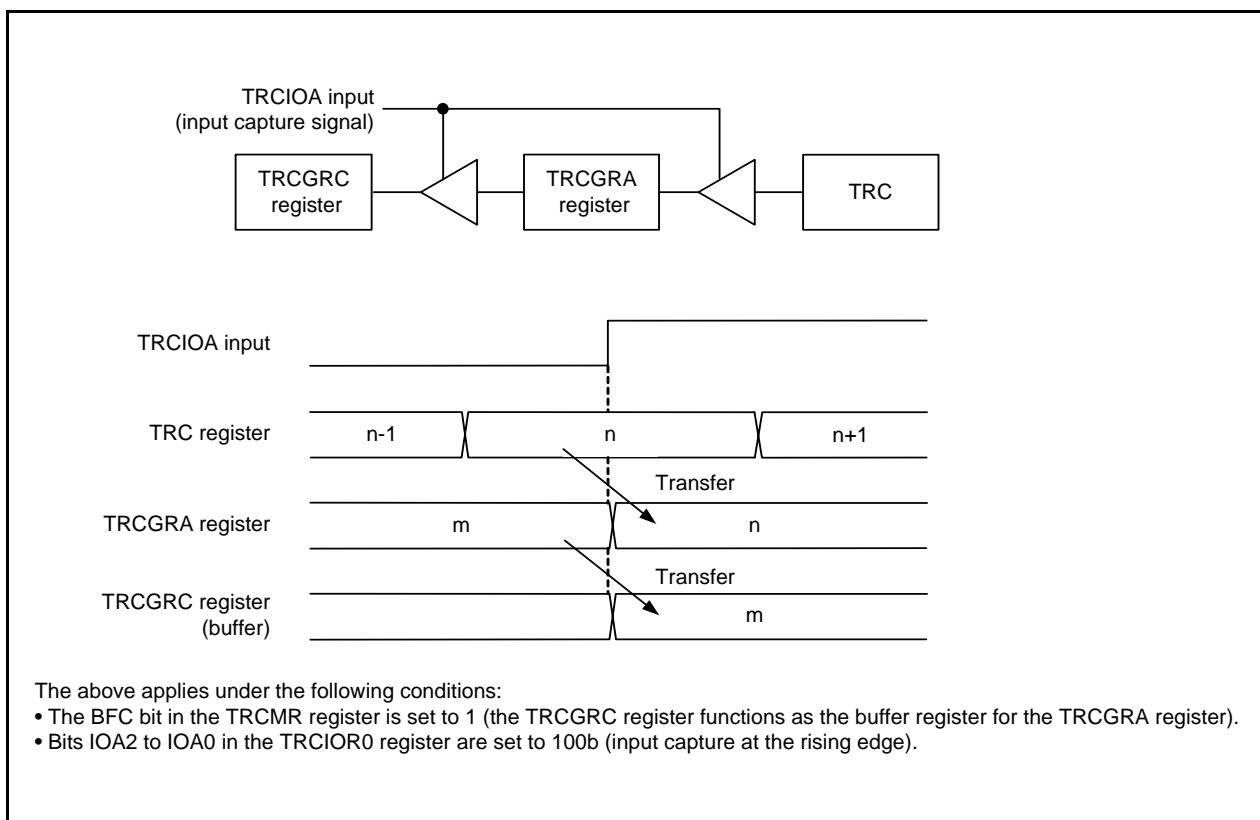 TRCIOA input
(input capture signal)
TRCGRC
register
TRCGRA
register
TRC
TRCIOA input
TRC register
n-1
n
n+1
Transfer
TRCGRA register
m
n
Transfer
TRCGRC register
(buffer)
m
The above applies under the following conditions:
• The BFC bit in the TRCMR register is set to 1 (the TRCGRC register functions as the buffer register for the TRCGRA register).
• Bits IOA2 to IOA0 in the TRCIOR0 register are set to 100b (input capture at the rising edge).